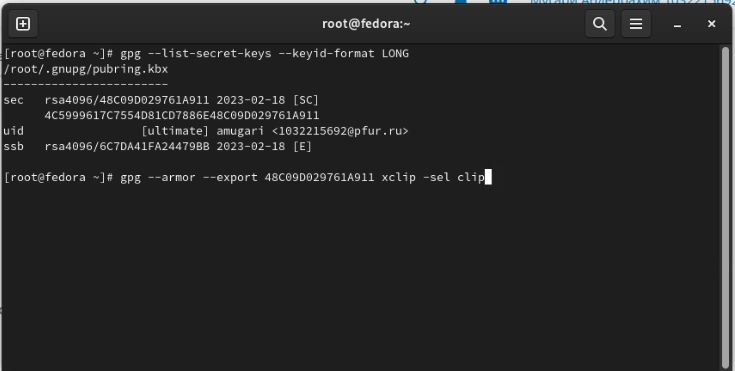 root@fedora:~
[root@fedora ~]# gpg --list-secret-keys --keyid-format LONG
/root/.gnupg/pubring.kbx
------------------------
sec   rsa4096/48C09D029761A911 2023-02-18 [SC]
      4C5999617C7554D81CD7886E48C09D029761A911
uid                 [ultimate] amugari <1032215692@pfur.ru>
ssb   rsa4096/6C7DA41FA24479BB 2023-02-18 [E]
[root@fedora ~]# gpg --armor --export 48C09D029761A911 xclip -sel clip